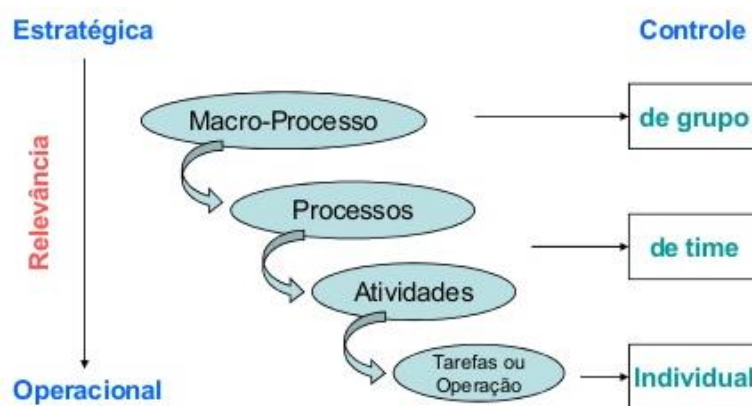 Estratégica
Controle
Macro-Processo
de grupo
Relevância
Processos
de time
Atividades
Tarefas ou
Operação
Individual
Operacional